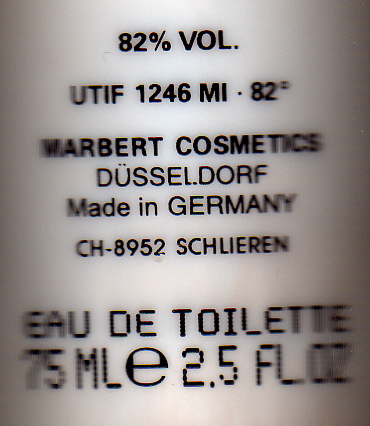 82% VOL.
UTIF 1246 MI · 82°
MARBERT COSMETICS
DÜSSELDORF
Made in GERMANY
CH-8952 SCHLIEREN
EAU DE TOILETTE
75 ML e 2.5 FL.OZ